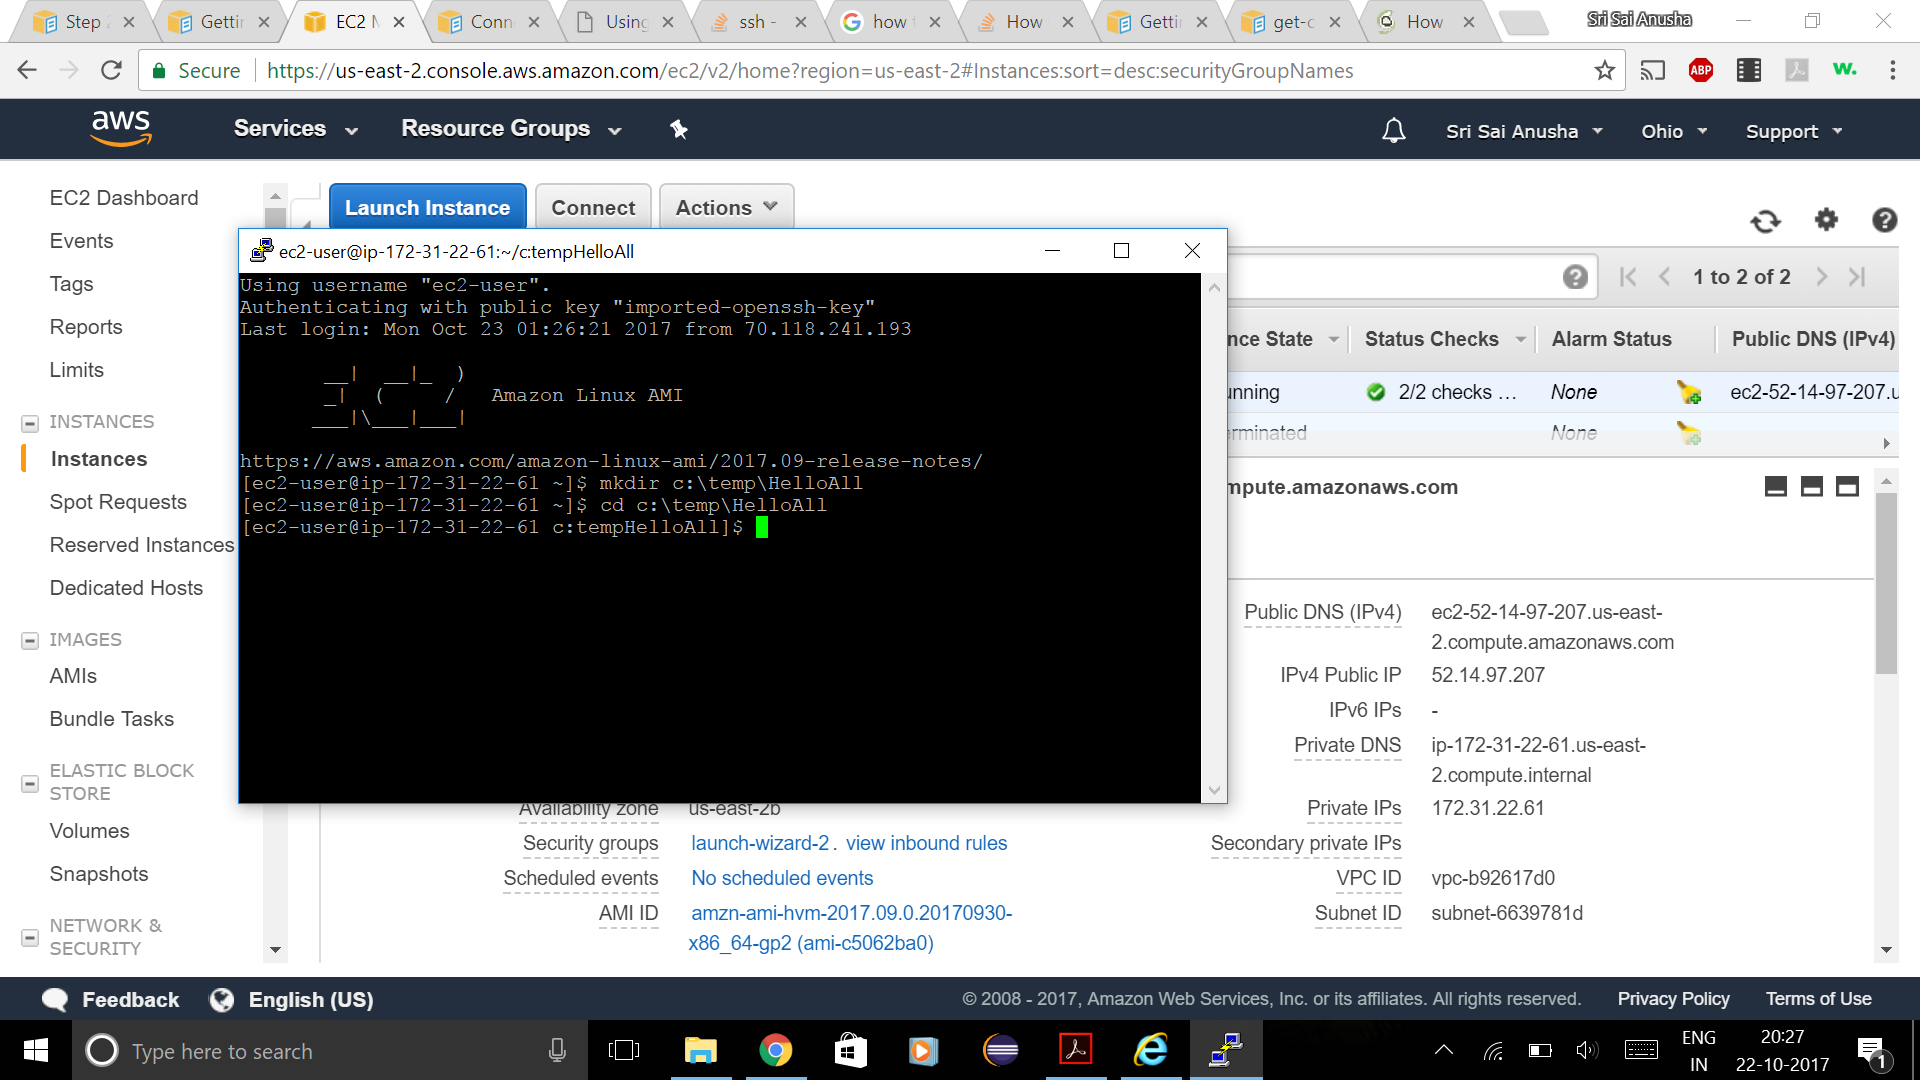 Step
Gettin
EC2 M
Conn
Using
ssh -
how
How
Gettin
get-c
How
Sri Sai Anusha
Secure
https://us-east-2.console.aws.amazon.com/ec2/v2/home?region=us-east-2#Instances:sort=desc:securityGroupNames
ABP
w.
aws
Services
Resource Groups
Sri Sai Anusha
Ohio
Support
EC2 Dashboard
Events
Tags
Reports
Limits
INSTANCES
Instances
Spot Requests
Reserved Instances
Dedicated Hosts
IMAGES
AMIs
Bundle Tasks
ELASTIC BLOCK
STORE
Volumes
Snapshots
NETWORK &
SECURITY
Launch Instance
Connect
Actions
1 to 2 of 2
nce State
Status Checks
Alarm Status
Public DNS (IPv4)
unning
2/2 checks ...
None
ec2-52-14-97-207.u
rminated
None
ec2-user@ip-172-31-22-61:~/c:tempHelloAll
Using username "ec2-user".
Authenticating with public key "imported-openssh-key"
Last login: Mon Oct 23 01:26:21 2017 from 70.118.241.193
__|  __|_  )
_|  (     /   Amazon Linux AMI
___|\___|___|
https://aws.amazon.com/amazon-linux-ami/2017.09-release-notes/
[ec2-user@ip-172-31-22-61 ~]$ mkdir c:\temp\HelloAll
[ec2-user@ip-172-31-22-61 ~]$ cd c:\temp\HelloAll
[ec2-user@ip-172-31-22-61 c:tempHelloAll]$
mpute.amazonaws.com
Public DNS (IPv4) ec2-52-14-97-207.us-east-
2.compute.amazonaws.com
IPv4 Public IP 52.14.97.207
IPv6 IPs -
Private DNS ip-172-31-22-61.us-east-
2.compute.internal
Availability zone us-east-2b
Private IPs 172.31.22.61
Security groups launch-wizard-2. view inbound rules
Secondary private IPs
Scheduled events No scheduled events
VPC ID vpc-b92617d0
AMI ID amzn-ami-hvm-2017.09.0.20170930-
x86_64-gp2 (ami-c5062ba0)
Subnet ID subnet-6639781d
Feedback
English (US)
© 2008 - 2017, Amazon Web Services, Inc. or its affiliates. All rights reserved.
Privacy Policy
Terms of Use
Type here to search
ENG
IN
20:27
22-10-2017
1